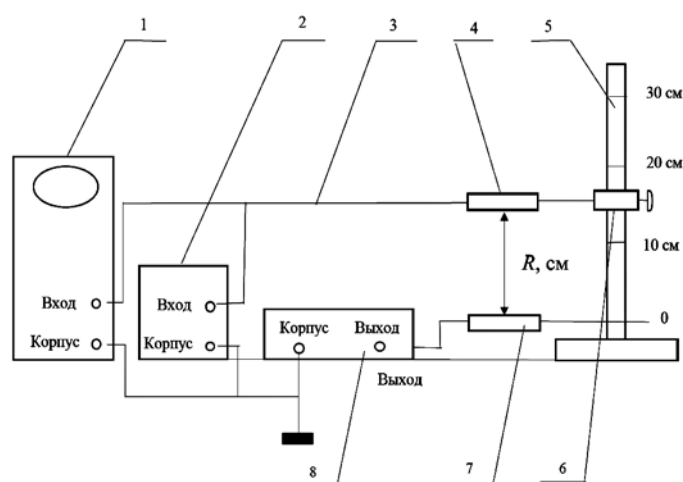 1
2
3
4
5
30 см
20 см
10 см
R, см
0
Вход
Корпус
Вход
Корпус
Корпус
Выход
Выход
8
7
6